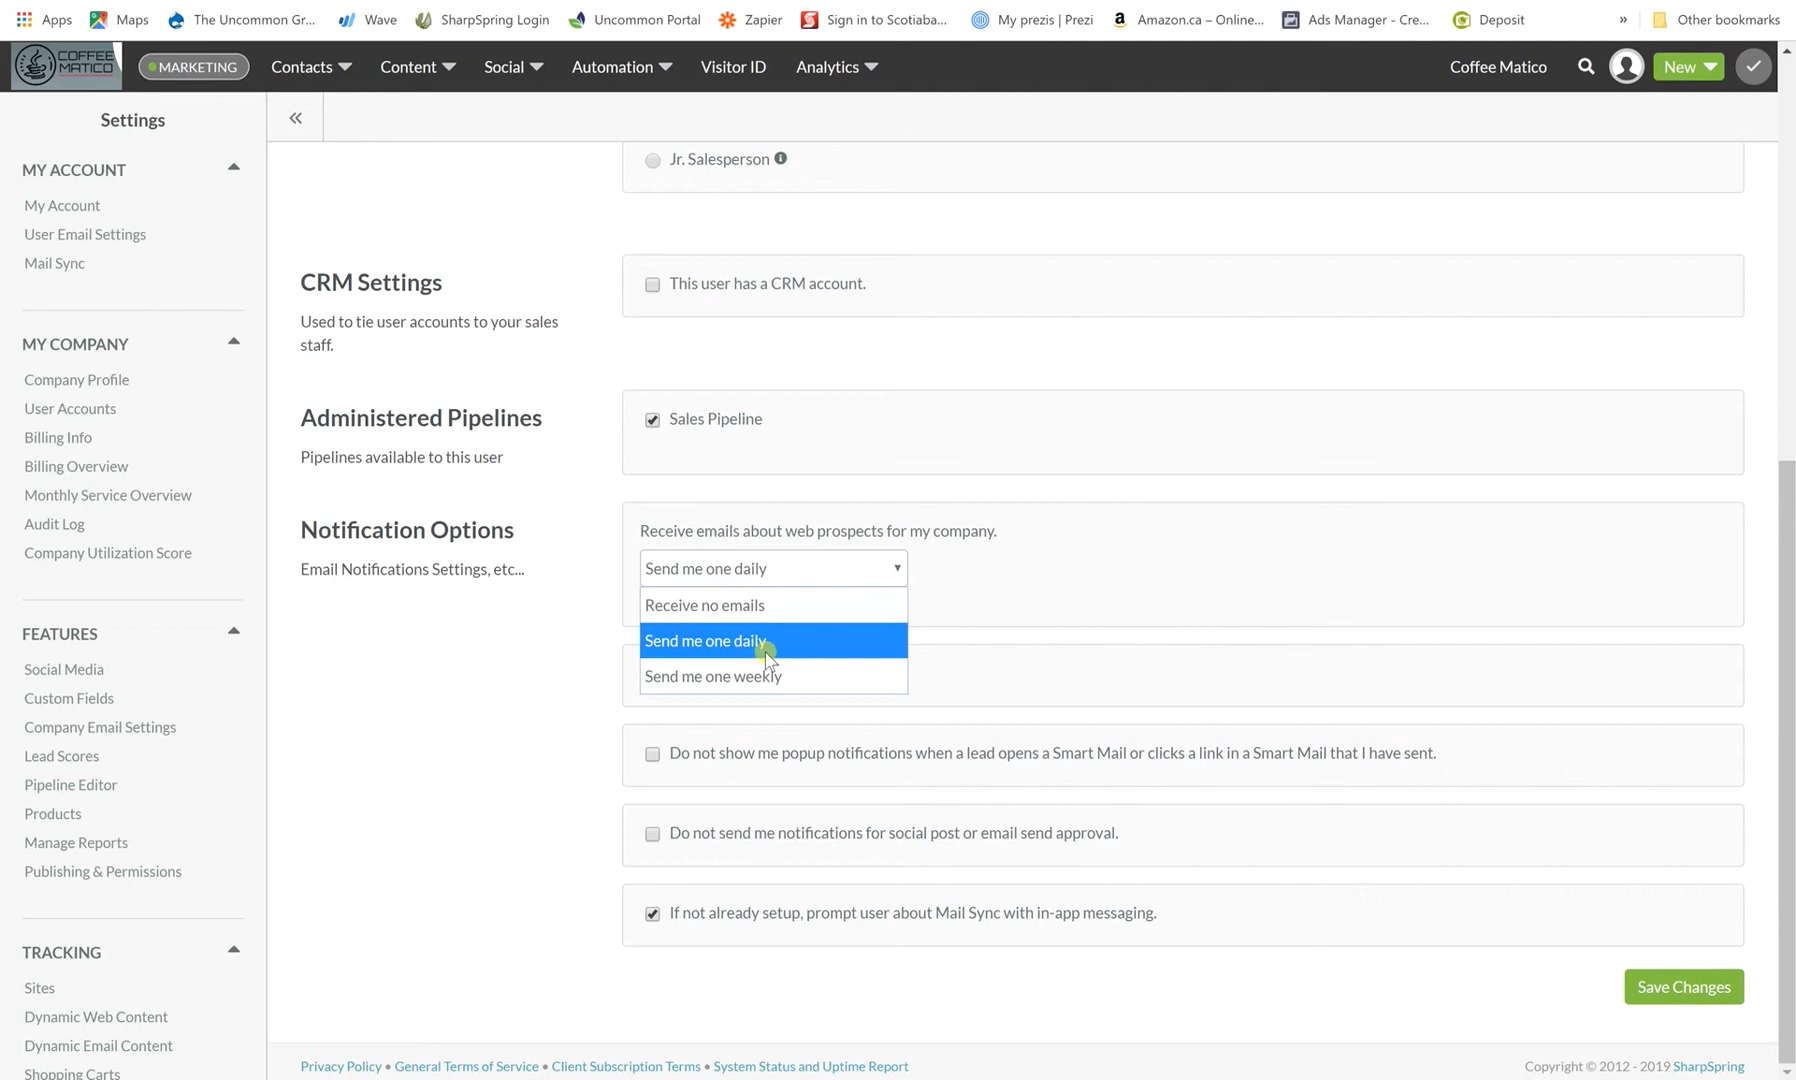 Apps
Maps
The Uncommon Gr...
Wave
SharpSpring Login
Uncommon Portal
Zapier
Sign in to Scotiaba...
My prezis | Prezi
Amazon.ca – Online...
Ads Manager - Cre...
Deposit
»
Other bookmarks
COFFEE MATICO
MARKETING
Contacts
Content
Social
Automation
Visitor ID
Analytics
Coffee Matico
New
Settings
«
MY ACCOUNT
My Account
User Email Settings
Mail Sync
MY COMPANY
Company Profile
User Accounts
Billing Info
Billing Overview
Monthly Service Overview
Audit Log
Company Utilization Score
FEATURES
Social Media
Custom Fields
Company Email Settings
Lead Scores
Pipeline Editor
Products
Manage Reports
Publishing & Permissions
TRACKING
Sites
Dynamic Web Content
Dynamic Email Content
Shopping Carts
Jr. Salesperson
CRM Settings
Used to tie user accounts to your sales
staff.
This user has a CRM account.
Administered Pipelines
Pipelines available to this user
Sales Pipeline
Notification Options
Email Notifications Settings, etc...
Receive emails about web prospects for my company.
Send me one daily
Receive no emails
Send me one daily
Send me one weekly
Do not show me popup notifications when a lead opens a Smart Mail or clicks a link in a Smart Mail that I have sent.
Do not send me notifications for social post or email send approval.
If not already setup, prompt user about Mail Sync with in-app messaging.
Save Changes
Privacy Policy • General Terms of Service • Client Subscription Terms • System Status and Uptime Report
Copyright © 2012 - 2019 SharpSpring